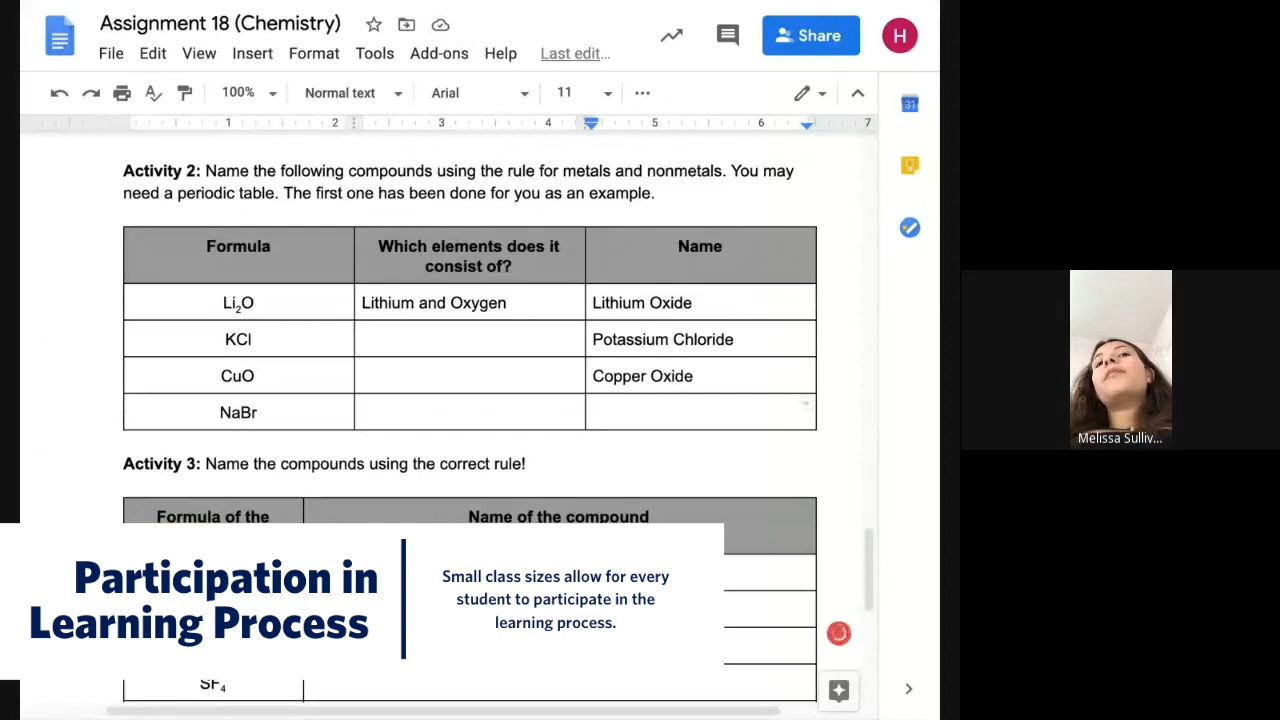 Assignment 18 (Chemistry)
File Edit View Insert Format Tools Add-ons Help Last edit...
Share
H
100% Normal text Arial 11
1 2 3 4 5 6 7
31
Activity 2: Name the following compounds using the rule for metals and nonmetals. You may
need a periodic table. The first one has been done for you as an example.
Formula Which elements does it Name
consist of?
Li₂O Lithium and Oxygen Lithium Oxide
KCl Potassium Chloride
CuO Copper Oxide
NaBr
Activity 3: Name the compounds using the correct rule!
Formula of the Name of the compound
SF₄
Participation in
Learning Process
Small class sizes allow for every
student to participate in the
learning process.
Melissa Sulliv...